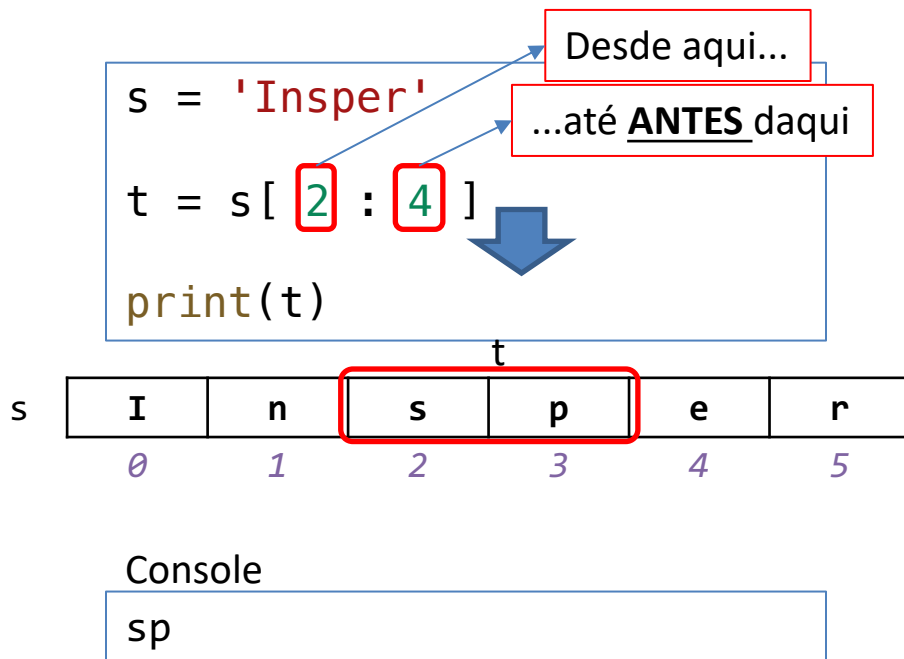 Desde aqui...
s = 'Insper'
...até ANTES daqui
t = s[ 2 : 4 ]
print(t)
t
s I n s p e r
0 1 2 3 4 5
Console
sp